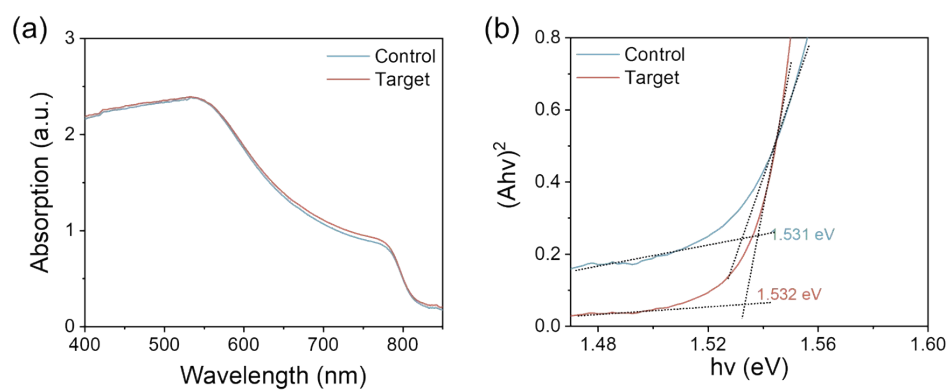 (a)
3
2
1
0
Absorption (a.u.)
Control
Target
400
500
600
700
800
Wavelength (nm)
(b)
0.8
0.6
0.4
0.2
0.0
(Ahv)²
Control
Target
1.531 eV
1.532 eV
1.48
1.52
1.56
1.60
hv (eV)